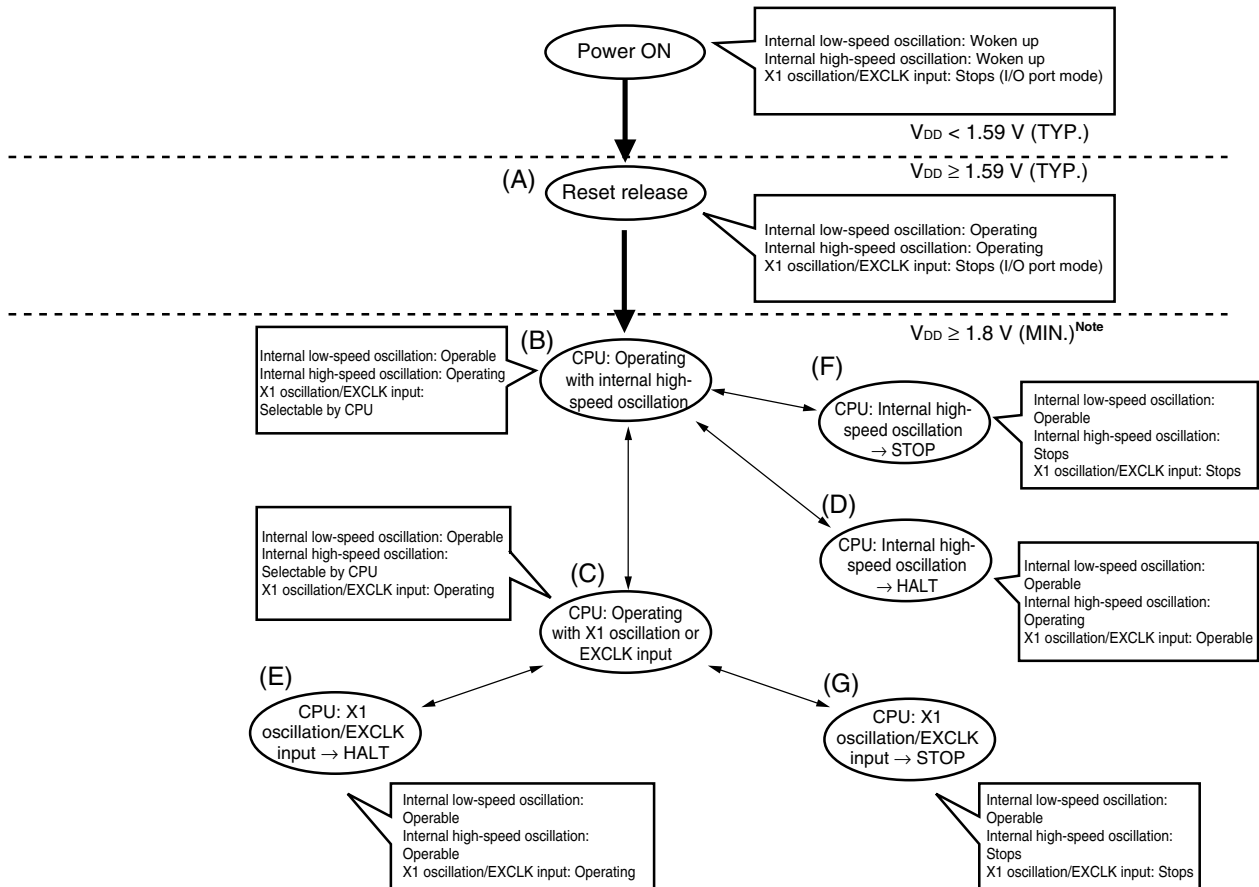 Power ON
Internal low-speed oscillation: Woken up
Internal high-speed oscillation: Woken up
X1 oscillation/EXCLK input: Stops (I/O port mode)
VDD < 1.59 V (TYP.)
VDD ≥ 1.59 V (TYP.)
(A)
Reset release
Internal low-speed oscillation: Operating
Internal high-speed oscillation: Operating
X1 oscillation/EXCLK input: Stops (I/O port mode)
VDD ≥ 1.8 V (MIN.)Note
(B)
Internal low-speed oscillation: Operable
Internal high-speed oscillation: Operating
X1 oscillation/EXCLK input:
Selectable by CPU
CPU: Operating
with internal high-
speed oscillation
(F)
CPU: Internal high-
speed oscillation
→ STOP
Internal low-speed oscillation:
Operable
Internal high-speed oscillation:
Stops
X1 oscillation/EXCLK input: Stops
(D)
CPU: Internal high-
speed oscillation
→ HALT
Internal low-speed oscillation:
Operable
Internal high-speed oscillation:
Operating
X1 oscillation/EXCLK input: Operable
Internal low-speed oscillation: Operable
Internal high-speed oscillation:
Selectable by CPU
X1 oscillation/EXCLK input: Operating
(C)
CPU: Operating
with X1 oscillation or
EXCLK input
(E)
CPU: X1
oscillation/EXCLK
input → HALT
(G)
CPU: X1
oscillation/EXCLK
input → STOP
Internal low-speed oscillation:
Operable
Internal high-speed oscillation:
Operable
X1 oscillation/EXCLK input: Operating
Internal low-speed oscillation:
Operable
Internal high-speed oscillation:
Stops
X1 oscillation/EXCLK input: Stops